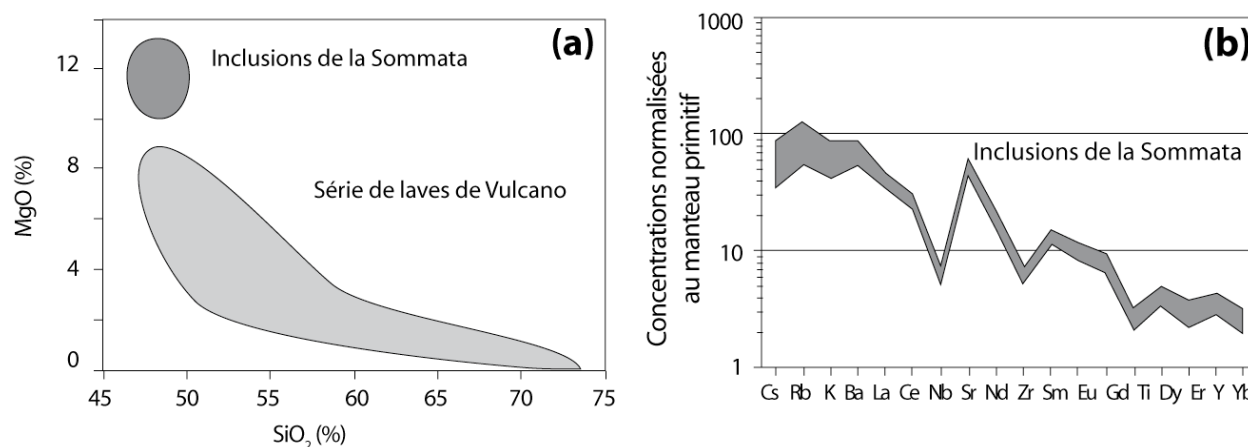 (a)
Inclusions de la Sommata
Série de laves de Vulcano
MgO (%)
12
8
4
0
45 50 55 60 65 70 75
SiO2 (%)
(b)
Inclusions de la Sommata
Concentrations normalisées
au manteau primitif
1000
100
10
1
Cs Rb K Ba La Ce Nb Sr Nd Zr Sm Eu Gd Ti Dy Er Y Yb